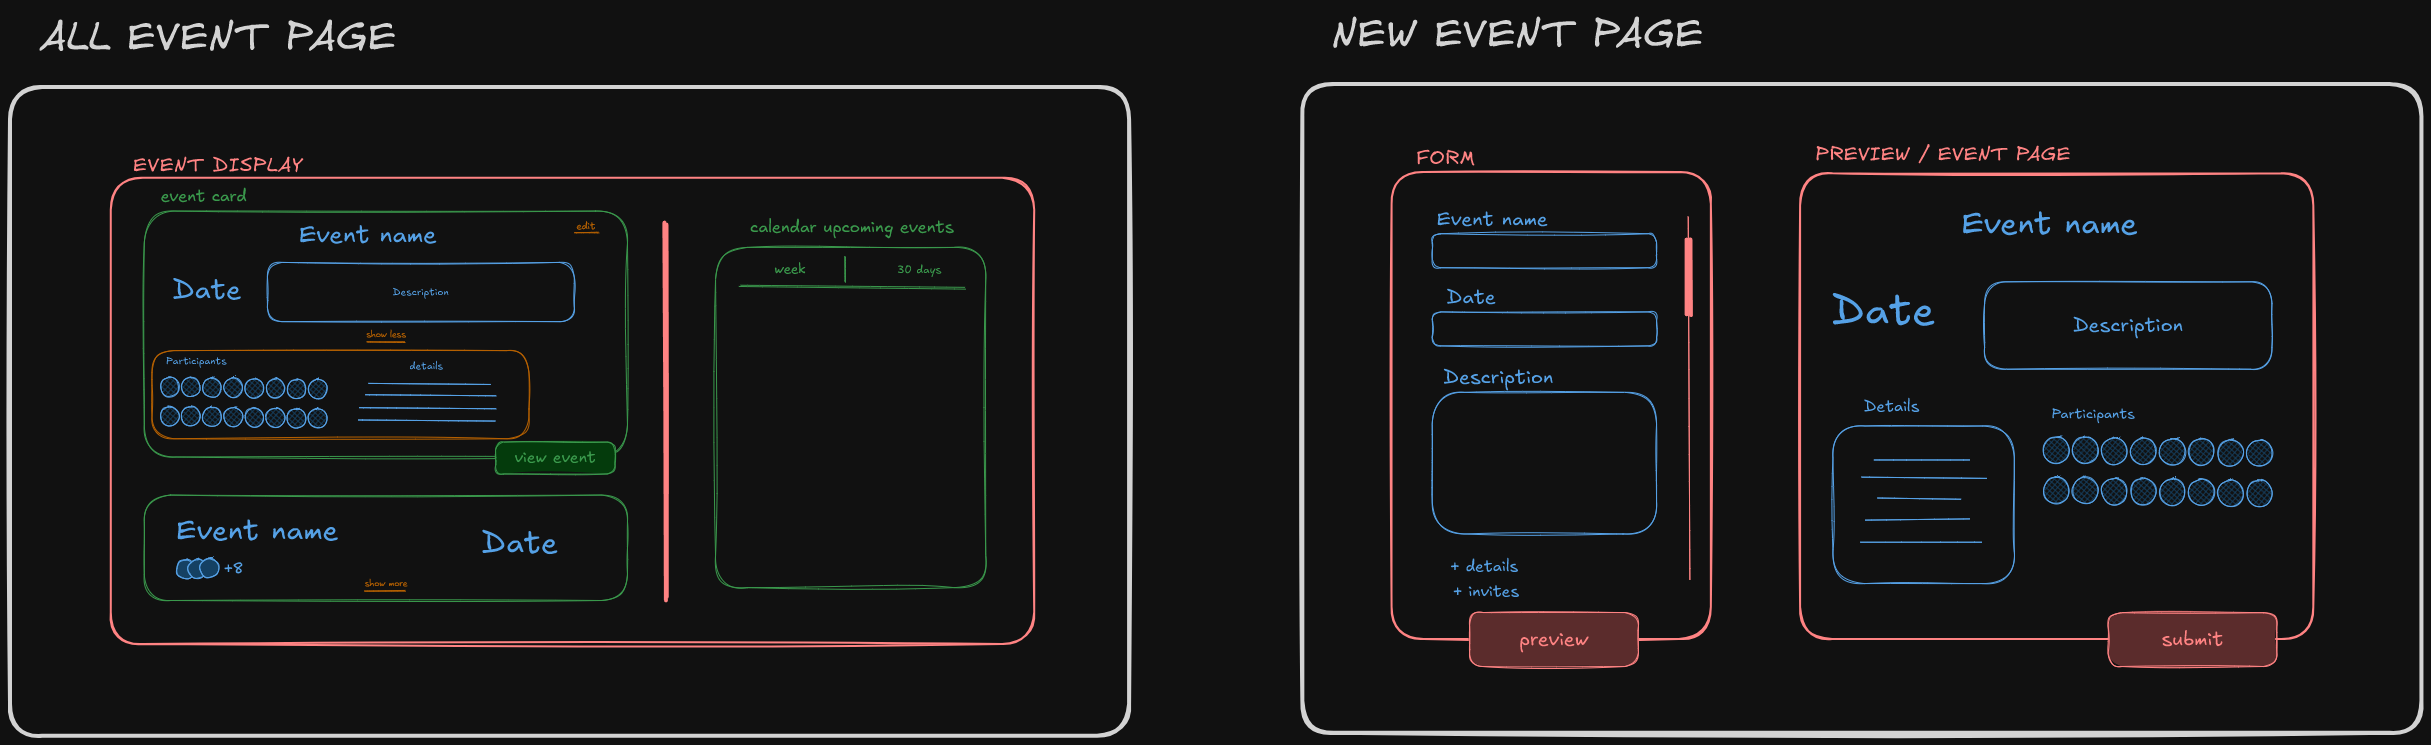 ALL EVENT PAGE
EVENT DISPLAY
event card
edit
Event name
Date
Description
show less
Participants
details
view event
Event name
Date
+8
show more
calendar upcoming events
week
30 days
NEW EVENT PAGE
FORM
Event name
Date
Description
+ details
+ invites
preview
PREVIEW / EVENT PAGE
Event name
Date
Description
Details
Participants
submit